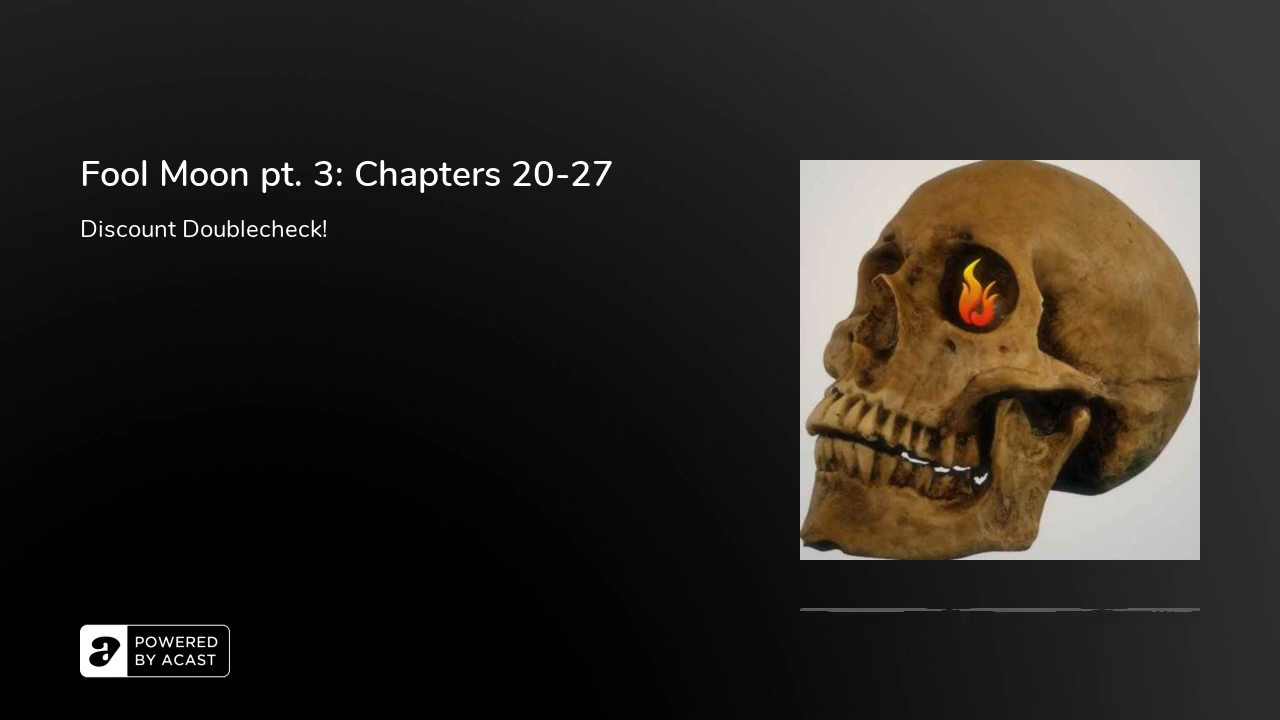 Fool Moon pt. 3: Chapters 20-27
Discount Doublecheck!
a POWERED
BY ACAST